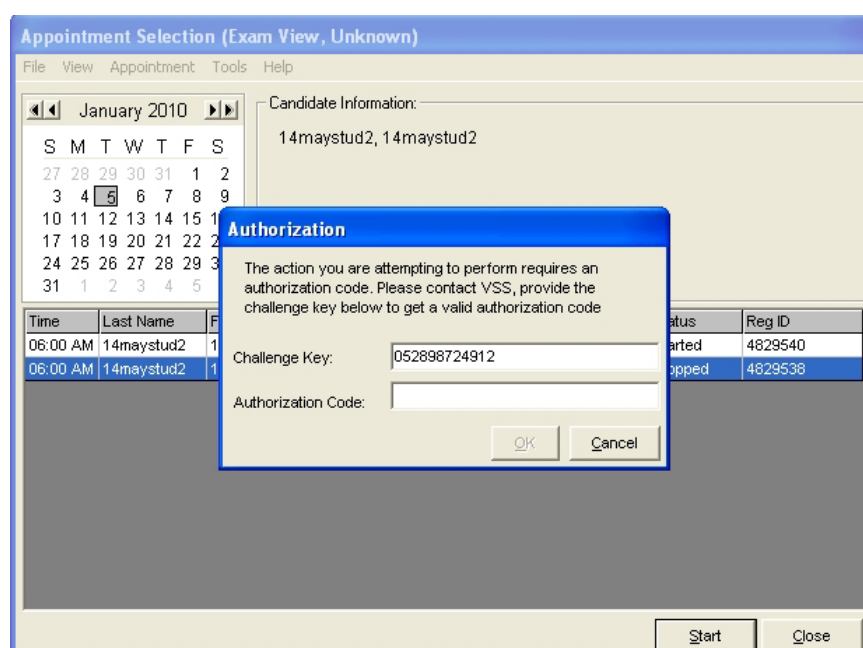 Appointment Selection (Exam View, Unknown)
File View Appointment Tools Help
January 2010
S M T W T F S
27 28 29 30 31 1 2
3 4 5 6 7 8 9
10 11 12 13 14 15
17 18 19 20 21 22
24 25 26 27 28 29
31 1 2 3 4 5
Candidate Information:
14maystud2, 14maystud2
Authorization
The action you are attempting to perform requires an
authorization code. Please contact VSS, provide the
challenge key below to get a valid authorization code
Challenge Key: 052898724912
Authorization Code:
OK Cancel
Time Last Name Reg ID
06:00 AM 14maystud2 4829540
06:00 AM 14maystud2 4829538
Start Close